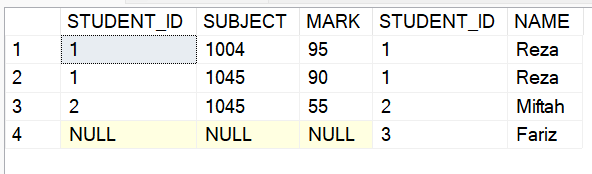 STUDENT_ID SUBJECT MARK STUDENT_ID NAME
1 1 1004 95 1 Reza
2 1 1045 90 1 Reza
3 2 1045 55 2 Miftah
4 NULL NULL NULL 3 Fariz